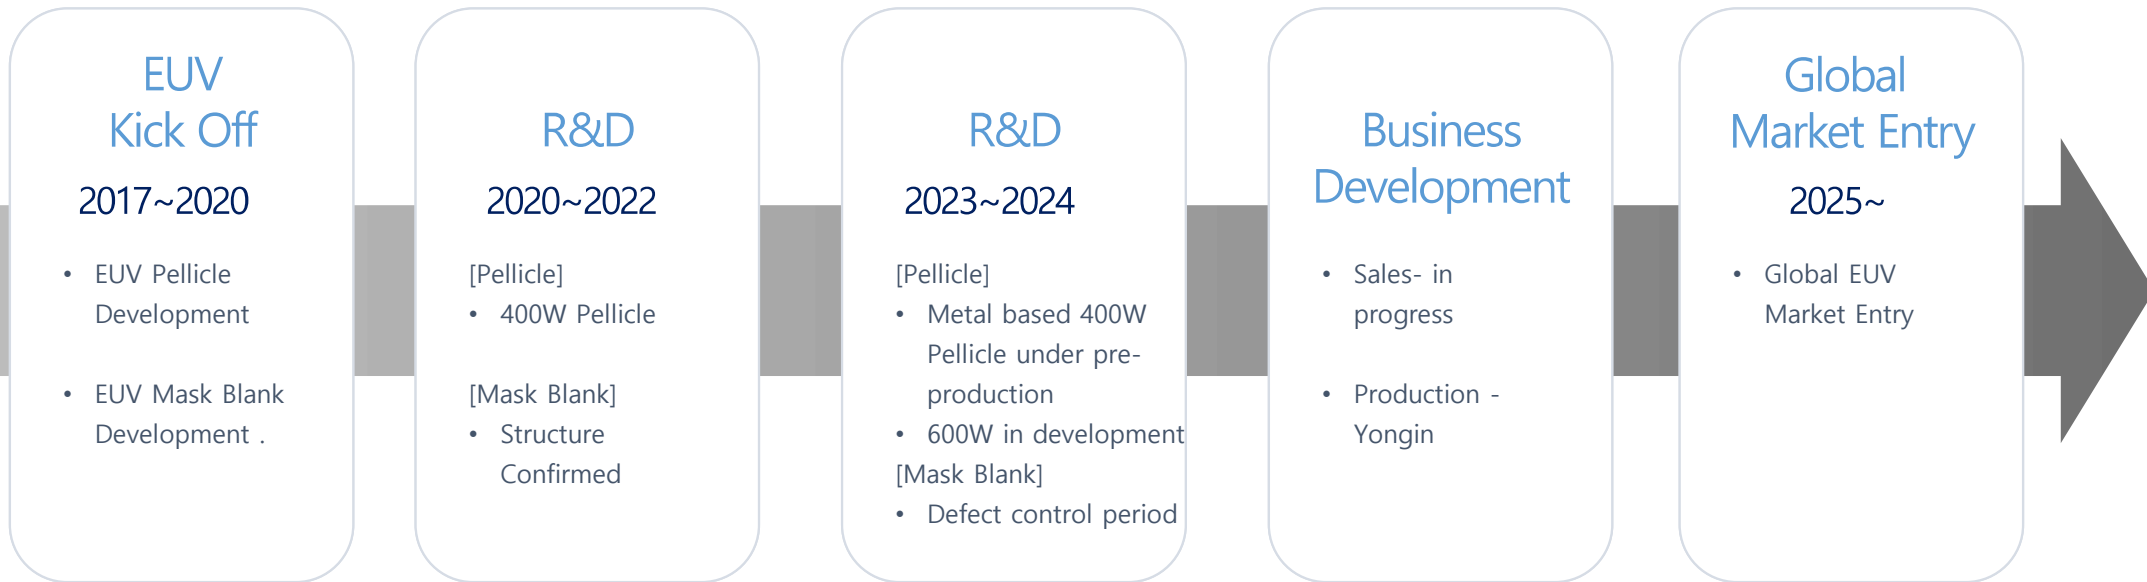 EUV
Kick Off
2017~2020
• EUV Pellicle
Development
• EUV Mask Blank
Development .
R&D
2020~2022
[Pellicle]
• 400W Pellicle
[Mask Blank]
• Structure
Confirmed
R&D
2023~2024
[Pellicle]
• Metal based 400W
Pellicle under pre-
production
• 600W in development
[Mask Blank]
• Defect control period
Business
Development
• Sales- in
progress
• Production -
Yongin
Global
Market Entry
2025~
• Global EUV
Market Entry